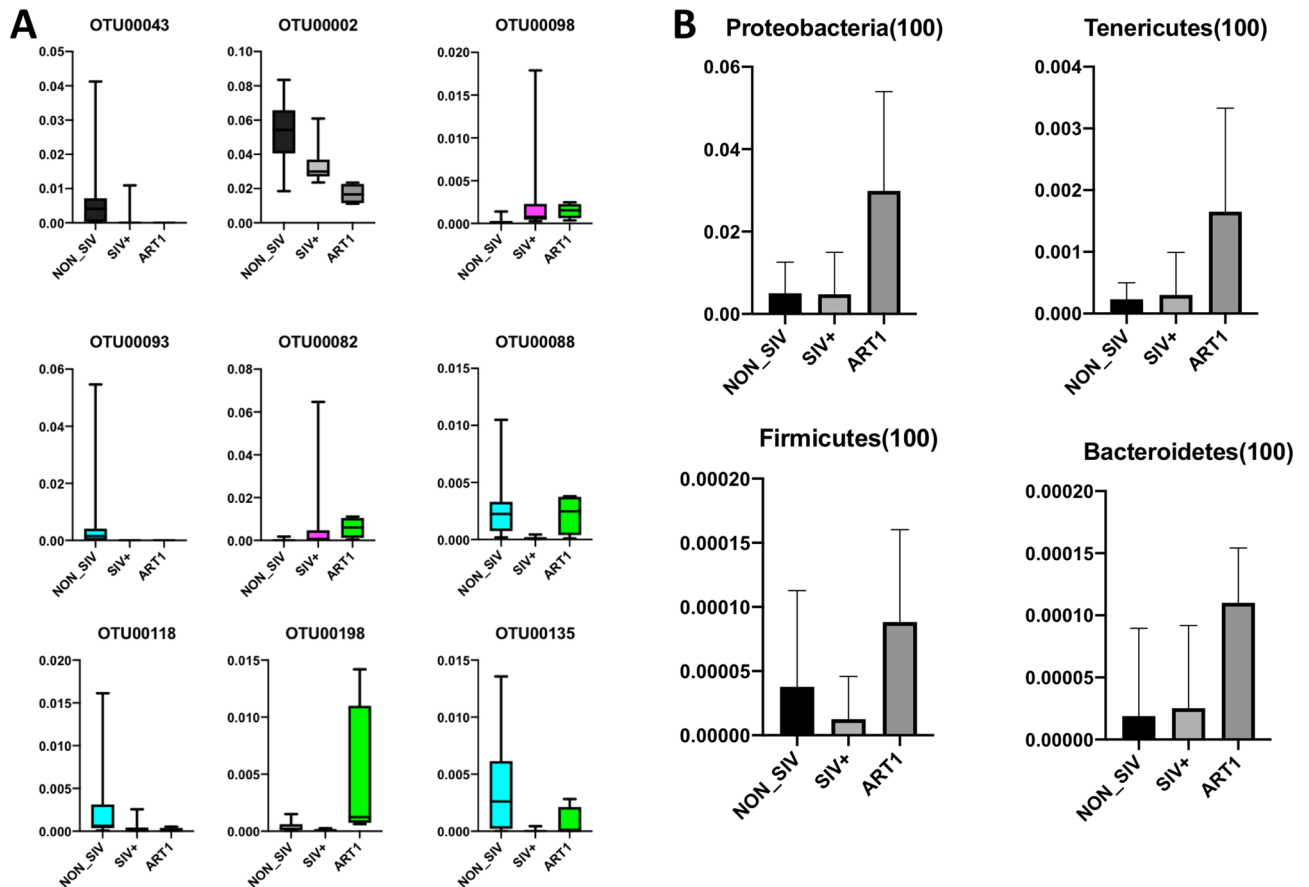 A
OTU00043
0.05
0.04
0.03
0.02
0.01
0.00
NON_SIV
SIV+
ART1
OTU00002
0.10
0.08
0.06
0.04
0.02
0.00
NON_SIV
SIV+
ART1
OTU00098
0.020
0.015
0.010
0.005
0.000
NON_SIV
SIV+
ART1
OTU00093
0.06
0.04
0.02
0.00
NON_SIV
SIV+
ART1
OTU00082
0.08
0.06
0.04
0.02
0.00
NON_SIV
SIV+
ART1
OTU00088
0.015
0.010
0.005
0.000
NON_SIV
SIV+
ART1
OTU00118
0.020
0.015
0.010
0.005
0.000
NON_SIV
SIV+
ART1
OTU00198
0.015
0.010
0.005
0.000
NON_SIV
SIV+
ART1
OTU00135
0.015
0.010
0.005
0.000
NON_SIV
SIV+
ART1
B
Proteobacteria(100)
0.06
0.04
0.02
0.00
NON_SIV
SIV+
ART1
Tenericutes(100)
0.004
0.003
0.002
0.001
0.000
NON_SIV
SIV+
ART1
Firmicutes(100)
0.00020
0.00015
0.00010
0.00005
0.00000
NON_SIV
SIV+
ART1
Bacteroidetes(100)
0.00020
0.00015
0.00010
0.00005
0.00000
NON_SIV
SIV+
ART1